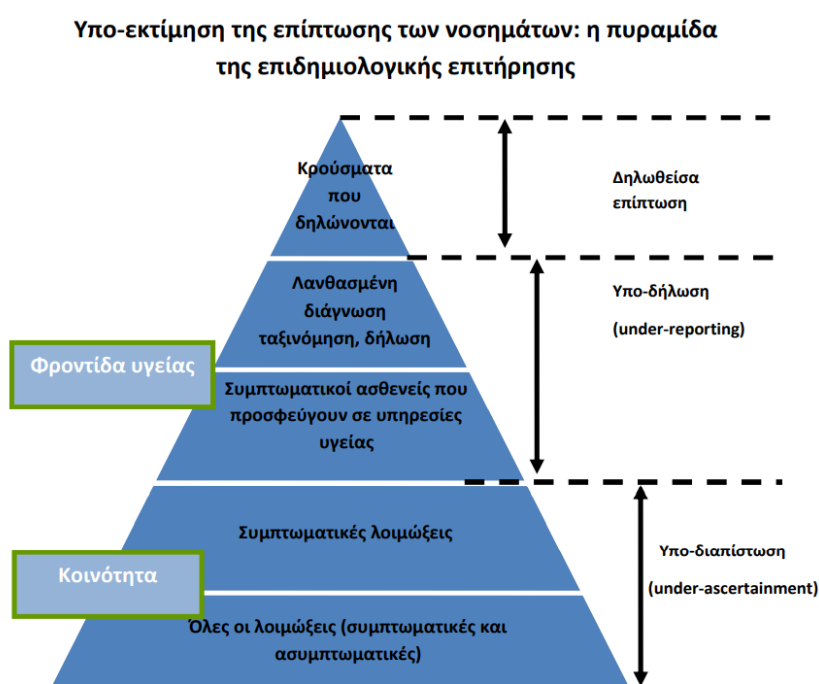 Υπο-εκτίμηση της επίπτωσης των νοσημάτων: η πυραμίδα
της επιδημιολογικής επιτήρησης
Κρούσματα
που
δηλώνονται
Δηλωθείσα
επίπτωση
Λανθασμένη
διάγνωση
ταξινόμηση, δήλωση
Υπο-δήλωση
(under-reporting)
Φροντίδα υγείας
Συμπτωματικοί ασθενείς που
προσφεύγουν σε υπηρεσίες
υγείας
Συμπτωματικές λοιμώξεις
Υπο-διαπίστωση
(under-ascertainment)
Κοινότητα
Όλες οι λοιμώξεις (συμπτωματικές και
ασυμπτωματικές)